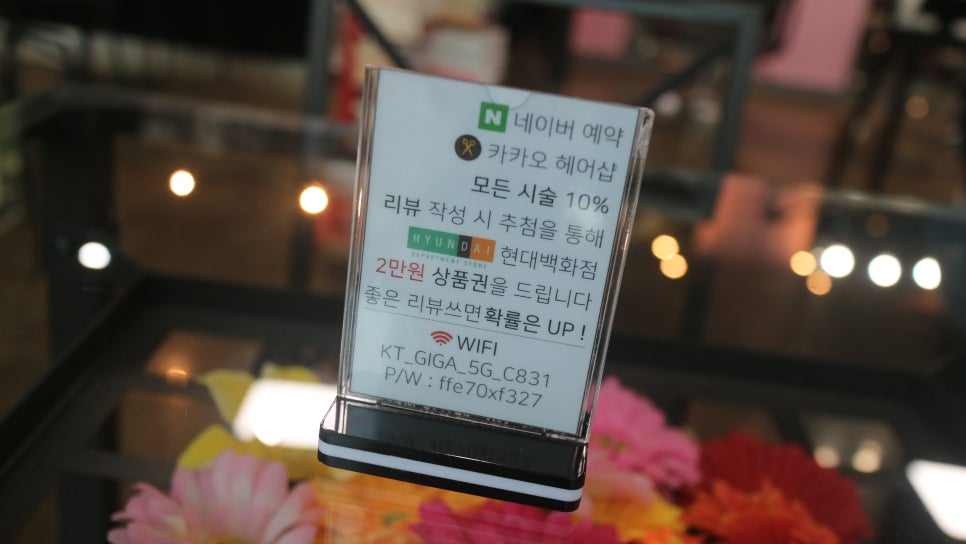 N 네이버 예약
카카오 헤어샵
모든 시술 10%
리뷰 작성 시 추첨을 통해
HYUNDAI 현대백화점
DEPARTMENT STORE
2만원 상품권을 드립니다
좋은 리뷰쓰면 확률은 UP !
WIFI
KT_GIGA_5G_C831
P/W : ffe70xf327